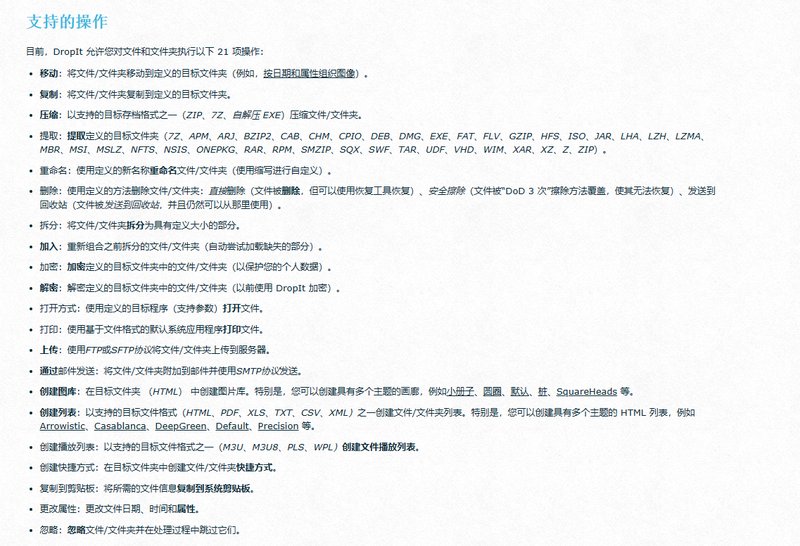 支持的操作
目前，DropIt 允许您对文件和文件夹执行以下 21 项操作：
• 移动：将文件/文件夹移动到定义的目标文件夹（例如，按日期和属性组织图像）。
• 复制：将文件/文件夹复制到定义的目标文件夹。
• 压缩：以支持的目标存档格式之一（ZIP、7Z、自解压 EXE）压缩文件/文件夹。
• 提取：提取定义的目标文件夹（7Z、APM、ARJ、BZIP2、CAB、CHM、CPIO、DEB、DMG、EXE、FAT、FLV、GZIP、HFS、ISO、JAR、LHA、LZH、LZMA、
MBR、MSI、MSLZ、NFTS、NSIS、ONEPKG、RAR、RPM、SMZIP、SQX、SWF、TAR、UDF、VHD、WIM、XAR、XZ、Z、ZIP）。
• 重命名：使用定义的新名称重命名文件/文件夹（使用缩写进行自定义）。
• 删除：使用定义的方法删除文件/文件夹：直接删除（文件被删除，但可以使用恢复工具恢复）、安全擦除（文件被“DoD 3 次”擦除方法覆盖，使其无法恢复）、发送到
回收站（文件被发送到回收站，并且仍然可以从那里使用）。
• 拆分：将文件/文件夹拆分为具有定义大小的部分。
• 加入：重新组合之前拆分的文件/文件夹（自动尝试加载缺失的部分）。
• 加密：加密定义的目标文件夹中的文件/文件夹（以保护您的个人数据）。
• 解密：解密定义的目标文件夹中的文件/文件夹（以前使用 DropIt 加密）。
• 打开方式：使用定义的目标程序（支持参数）打开文件。
• 打印：使用基于文件格式的默认系统应用程序打印文件。
• 上传：使用FTP或SFTP协议将文件/文件夹上传到服务器。
• 通过邮件发送：将文件/文件夹附加到邮件并使用SMTP协议发送。
• 创建图库：在目标文件夹 （HTML） 中创建图片库。特别是，您可以创建具有多个主题的画廊，例如小册子、圆圈、默认、桩、SquareHeads 等。
• 创建列表：以支持的目标文件格式（HTML、PDF、XLS、TXT、CSV、XML）之一创建文件/文件夹列表。特别是，您可以创建具有多个主题的 HTML 列表，例如
Arrowistic、Casablanca、DeepGreen、Default、Precision 等。
• 创建播放列表：以支持的目标文件格式之一（M3U、M3U8、PLS、WPL）创建文件播放列表。
• 创建快捷方式：在目标文件夹中创建文件/文件夹快捷方式。
• 复制到剪贴板：将所需的文件信息复制到系统剪贴板。
• 更改属性：更改文件日期、时间和属性。
• 忽略：忽略文件/文件夹并在处理过程中跳过它们。